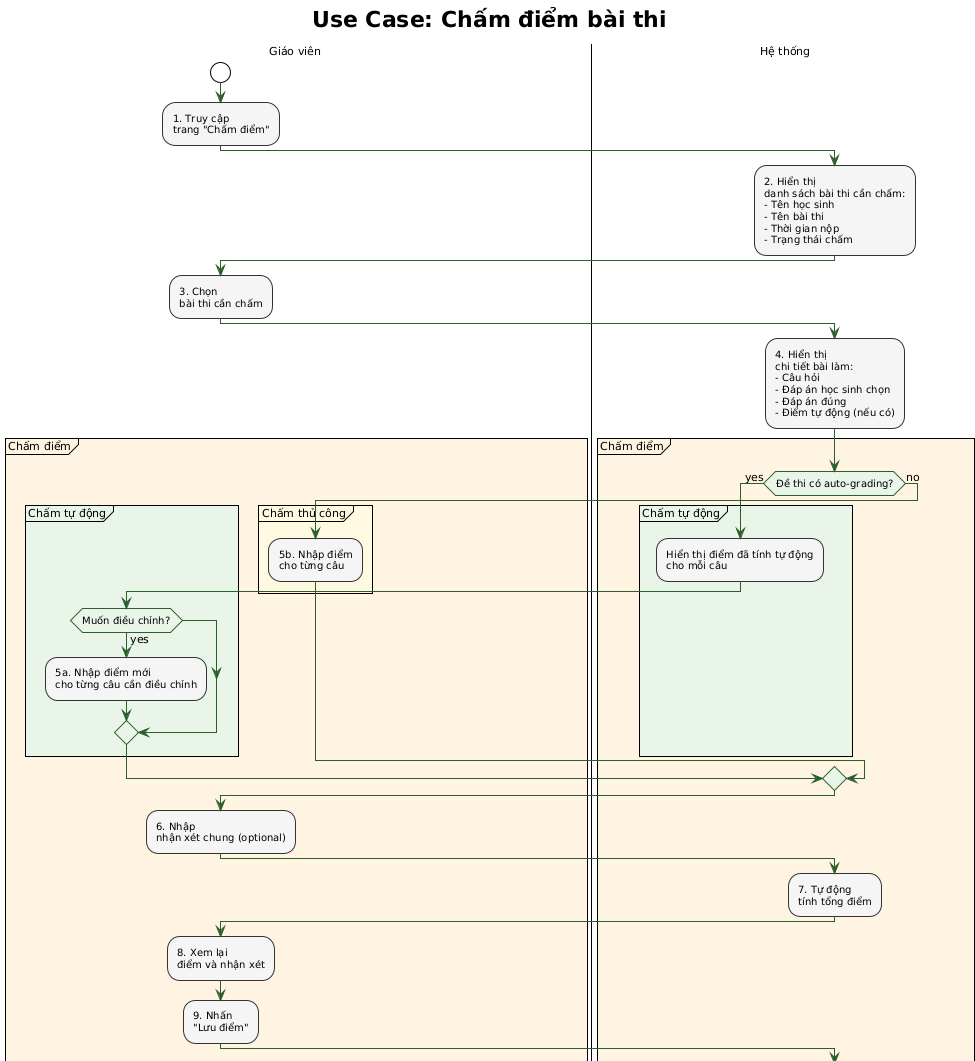 Use Case: Chấm điểm bài thi
Giáo viên
Hệ thống
1. Truy cập
trang "Chấm điểm"
2. Hiển thị
danh sách bài thi cần chấm:
- Tên học sinh
- Tên bài thi
- Thời gian nộp
- Trạng thái chấm
3. Chọn
bài thi cần chấm
4. Hiển thị
chi tiết bài làm:
- Câu hỏi
- Đáp án học sinh chọn
- Đáp án đúng
- Điểm tự động (nếu có)
Chấm điểm
Chấm điểm
yes
Đề thi có auto-grading?
no
Chấm tự động
Chấm thủ công
Chấm tự động
5b. Nhập điểm
cho từng câu
Hiển thị điểm đã tính tự động
cho mỗi câu
Muốn điều chỉnh?
yes
5a. Nhập điểm mới
cho từng câu cần điều chỉnh
6. Nhập
nhận xét chung (optional)
7. Tự động
tính tổng điểm
8. Xem lại
điểm và nhận xét
9. Nhấn
"Lưu điểm"